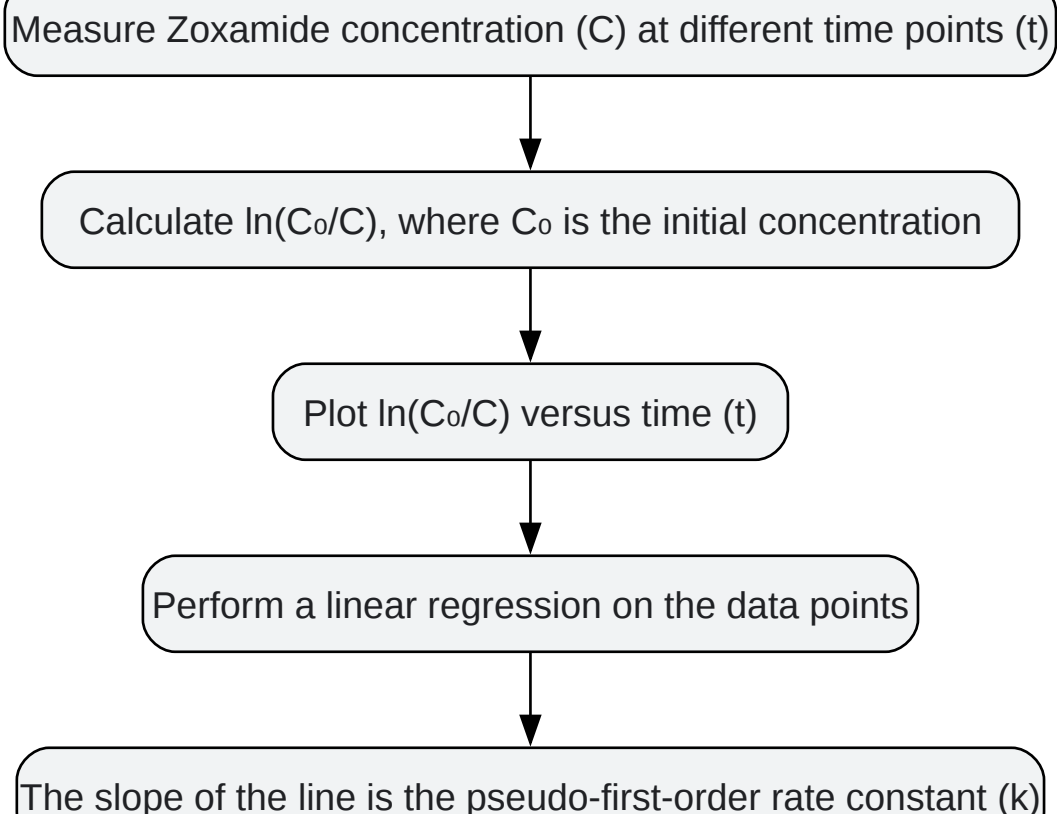 Measure Zoxamide concentration (C) at different time points (t)
Calculate ln(C₀/C), where C₀ is the initial concentration
Plot ln(C₀/C) versus time (t)
Perform a linear regression on the data points
The slope of the line is the pseudo-first-order rate constant (k)